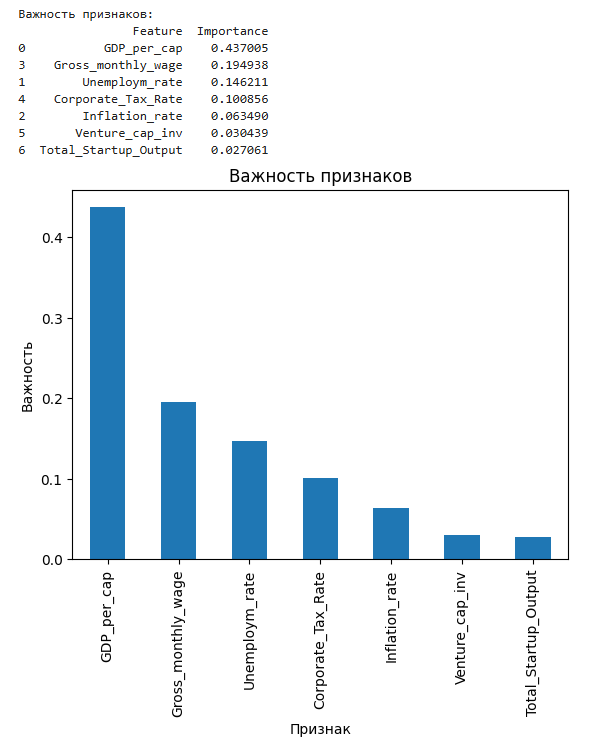 Важность признаков:
Feature Importance
0 GDP_per_cap 0.437005
3 Gross_monthly_wage 0.194938
1 Unemploym_rate 0.146211
4 Corporate_Tax_Rate 0.100856
2 Inflation_rate 0.063490
5 Venture_cap_inv 0.030439
6 Total_Startup_Output 0.027061
Важность признаков
Важность
0.4
0.3
0.2
0.1
0.0
GDP_per_cap
Gross_monthly_wage
Unemploym_rate
Corporate_Tax_Rate
Inflation_rate
Venture_cap_inv
Total_Startup_Output
Признак